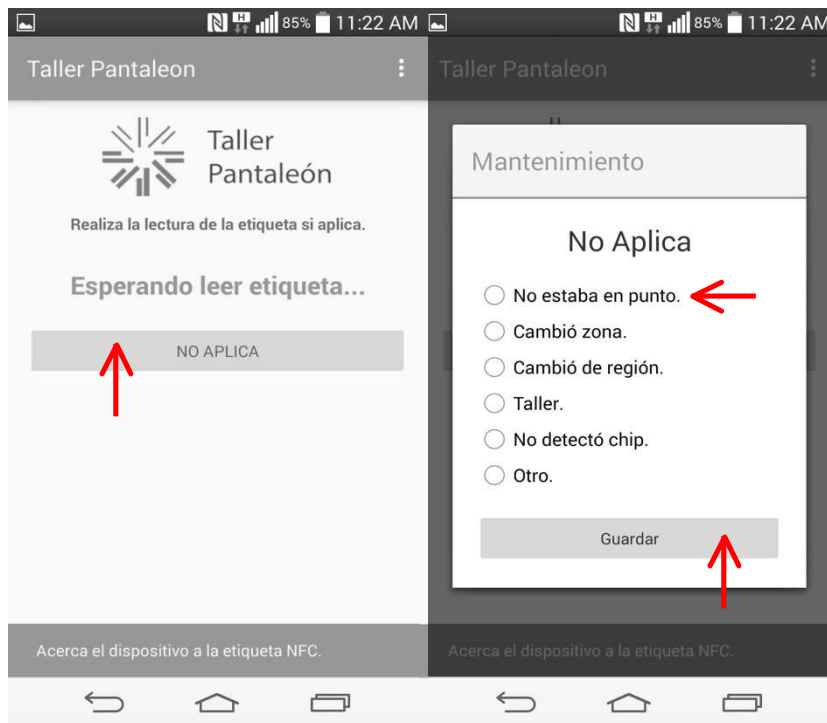 85% 11:22 AM
Taller Pantaleon
Taller
Pantaleón
Realiza la lectura de la etiqueta si aplica.
Esperando leer etiqueta...
NO APLICA
Acerca el dispositivo a la etiqueta NFC.
H 85% 11:22 AM
Taller Pantaleon
Mantenimiento
No Aplica
No estaba en punto.
Cambió zona.
Cambió de región.
Taller.
No detectó chip.
Otro.
Guardar
Acerca el dispositivo a la etiqueta NFC.